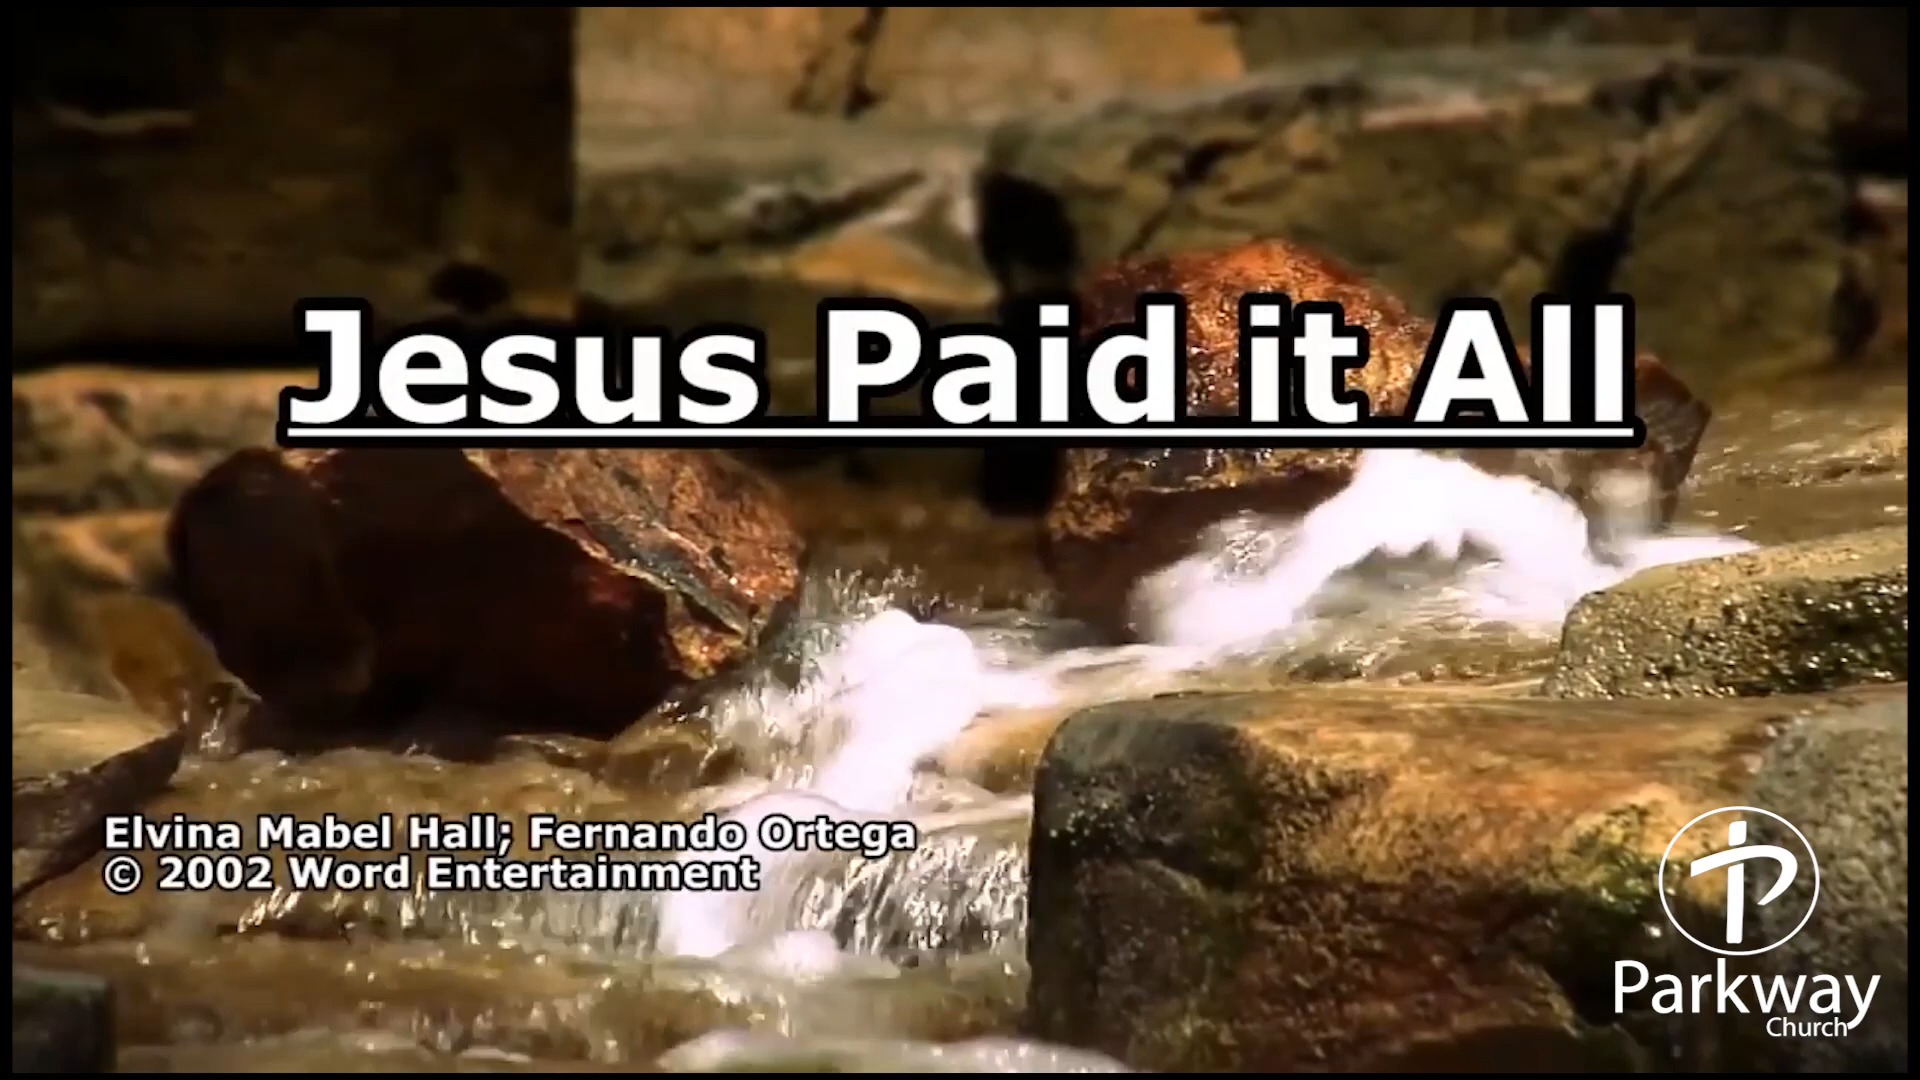 Jesus Paid it All
Elvina Mabel Hall; Fernando Ortega
© 2002 Word Entertainment
Parkway
Church